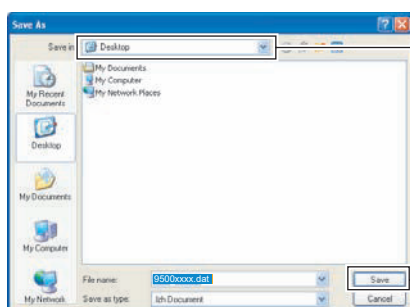 Save As
Save in:
Desktop
My Documents
My Computer
My Network Places
My Recent
Documents
Desktop
My Documents
My Computer
My Network
File name:
9500xxxx.dat
Save
Save as type:
Document
Cancel